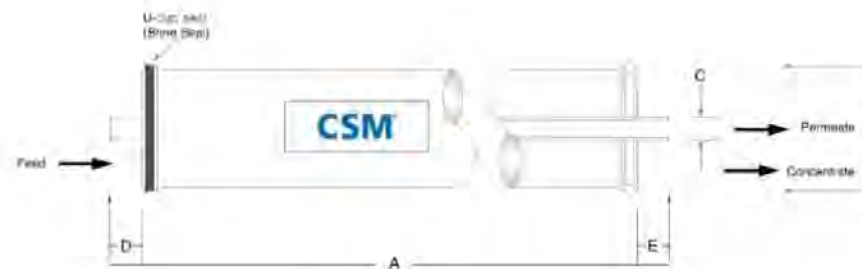 U-cup seal
(Brine Seal)
CSM
C
Permeate
Feed
Concentrate
D
E
A